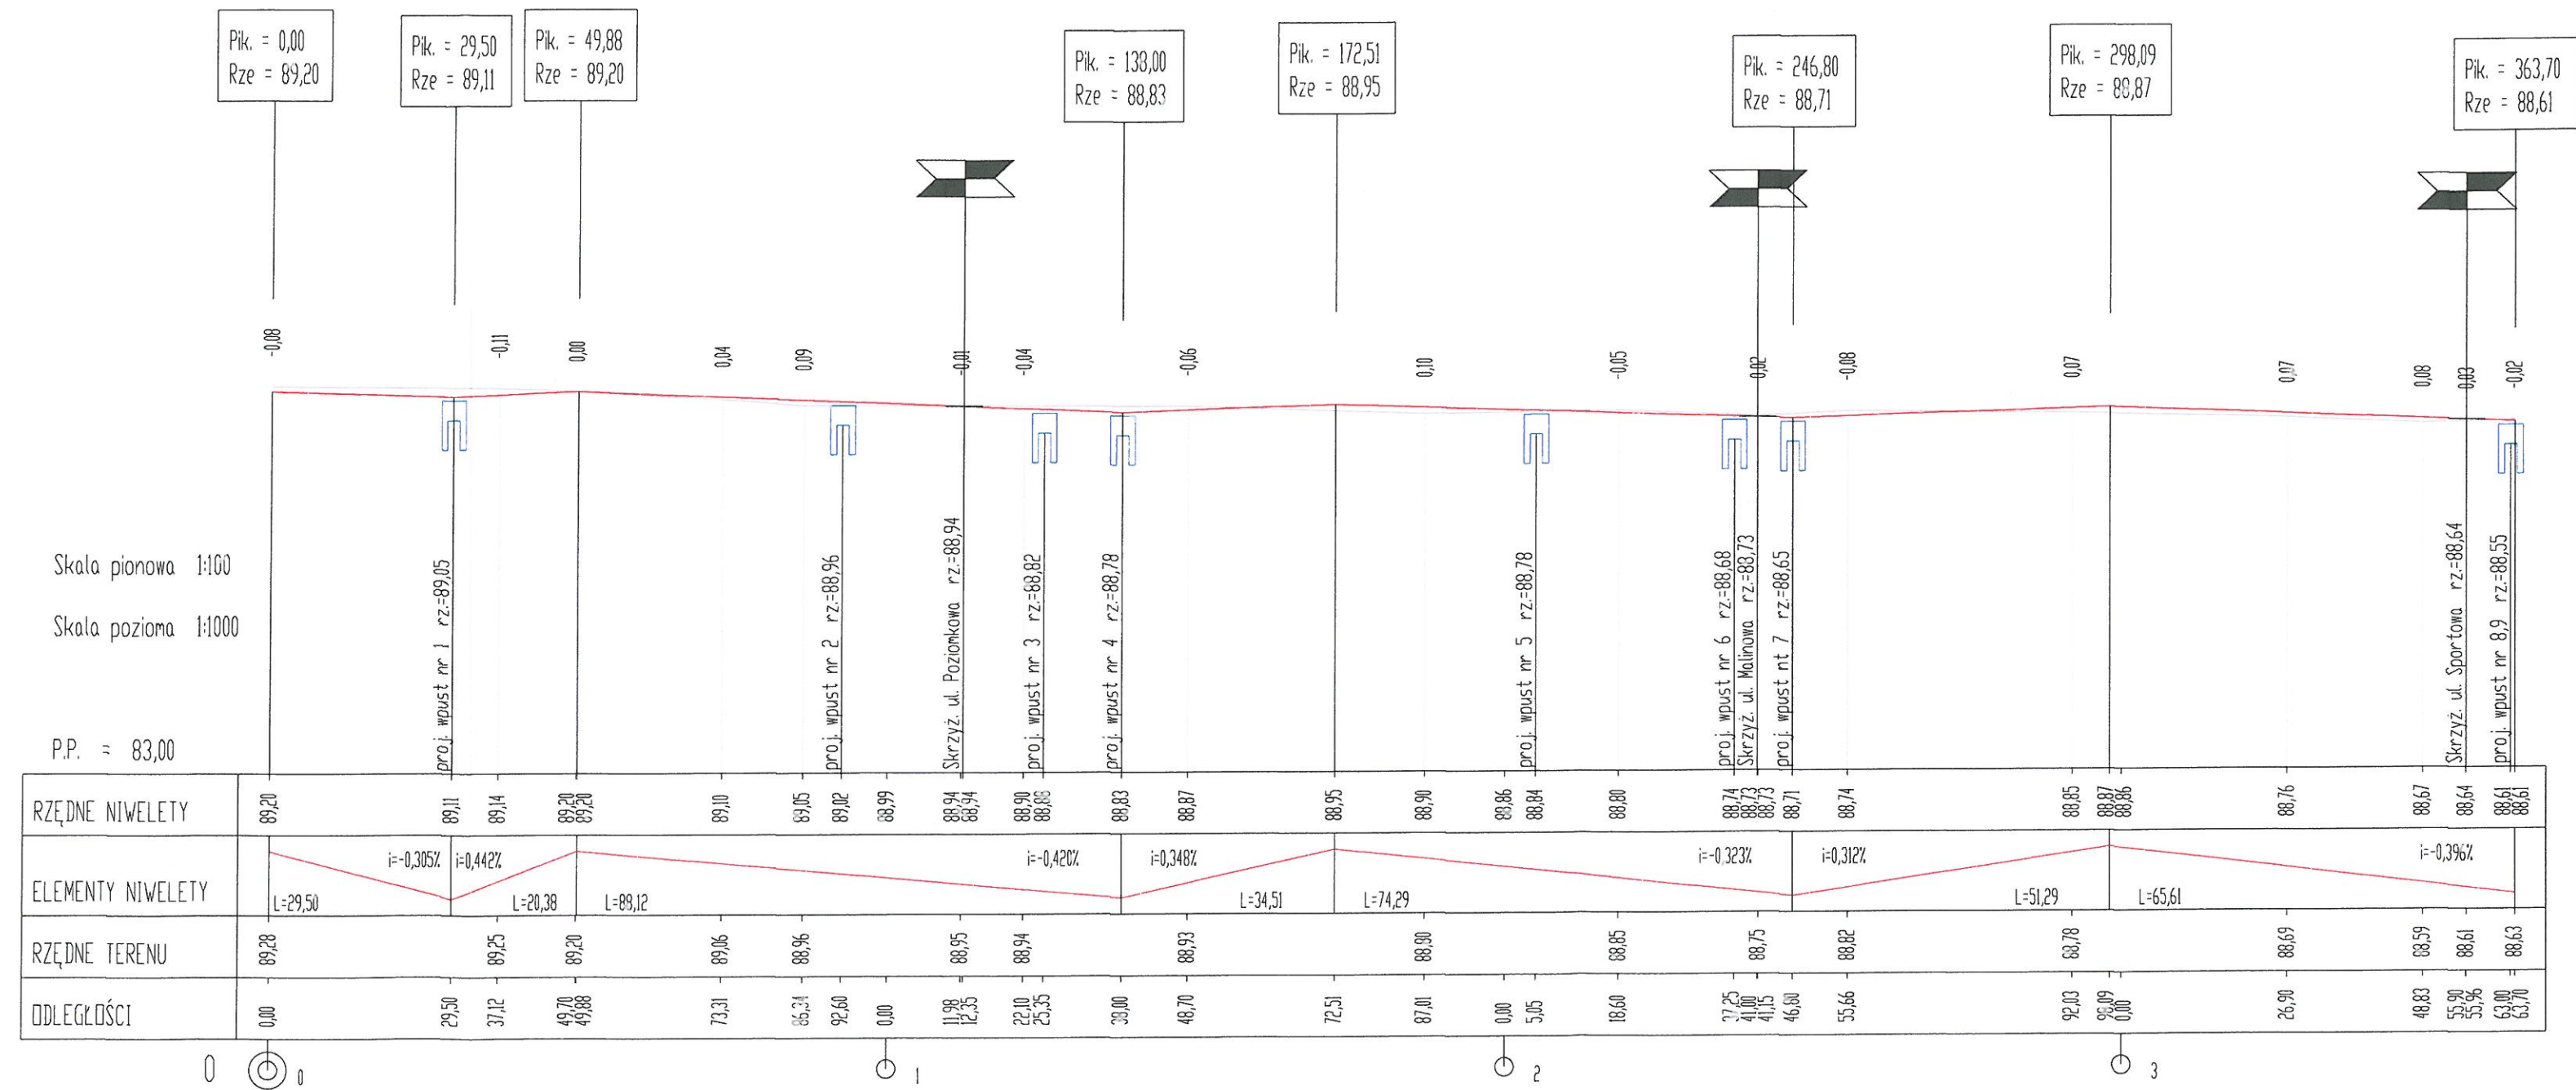 Pik. = 0,00
Rze = 89,20
Pik. = 29,50
Rze = 89,11
Pik. = 49,88
Rze = 89,20
Pik. = 138,00
Rze = 88,83
Pik. = 172,51
Rze = 88,95
Pik. = 246,80
Rze = 88,71
Pik. = 298,09
Rze = 88,87
Pik. = 363,70
Rze = 88,61
-0,08
-0,11
0,00
0,04
0,09
-0,01
-0,04
-0,06
0,10
-0,05
0,02
-0,08
0,07
0,07
0,08
0,03
-0,02
Skala pionowa 1:100
Skala pozioma 1:1000
P.P. = 83,00
proj. wpust nr 1 rz.=89,05
proj. wpust nr 2 rz.=88,96
Skrzyż. ul. Poziomkowa rz.=88,94
proj. wpust nr 3 rz.=88,82
proj. wpust nr 4 rz.=88,78
proj. wpust nr 5 rz.=88,78
proj. wpust nr 6 rz.=88,68
Skrzyż. ul. Malinowa rz.=88,73
proj. wpust nt 7 rz.=88,65
Skrzyż. ul. Sportowa rz.=88,64
proj. wpust nr 8,9 rz.=88,55
RZĘDNE NIWELETY 89,20 89,11 89,14 89,20 89,20 89,10 89,05 89,02 88,99 88,94 88,94 88,90 88,88 88,83 88,87 88,95 88,90 88,86 88,84 88,80 88,74 88,73 88,73 88,71 88,74 88,85 88,87 88,86 88,76 88,67 88,64 88,61 88,61
i=-0,305% i=0,442% i=-0,420% i=0,348% i=-0,323% i=0,312% i=-0,396%
ELEMENTY NIWELETY L=29,50 L=20,38 L=88,12 L=34,51 L=74,29 L=51,29 L=65,61
RZĘDNE TERENU 89,28 89,25 89,20 89,06 88,96 88,95 88,94 88,93 88,80 88,85 88,75 88,82 88,78 88,69 88,59 88,61 88,63
ODLEGŁOŚCI 0,00 29,50 37,12 49,70 49,88 73,31 86,34 92,60 0,00 11,98 12,35 22,10 25,35 38,00 48,70 72,51 87,01 0,00 5,05 18,60 37,25 41,00 41,15 46,80 55,66 92,03 98,09 0,00 26,90 48,83 55,90 55,96 63,00 63,70
0 0 1 2 3